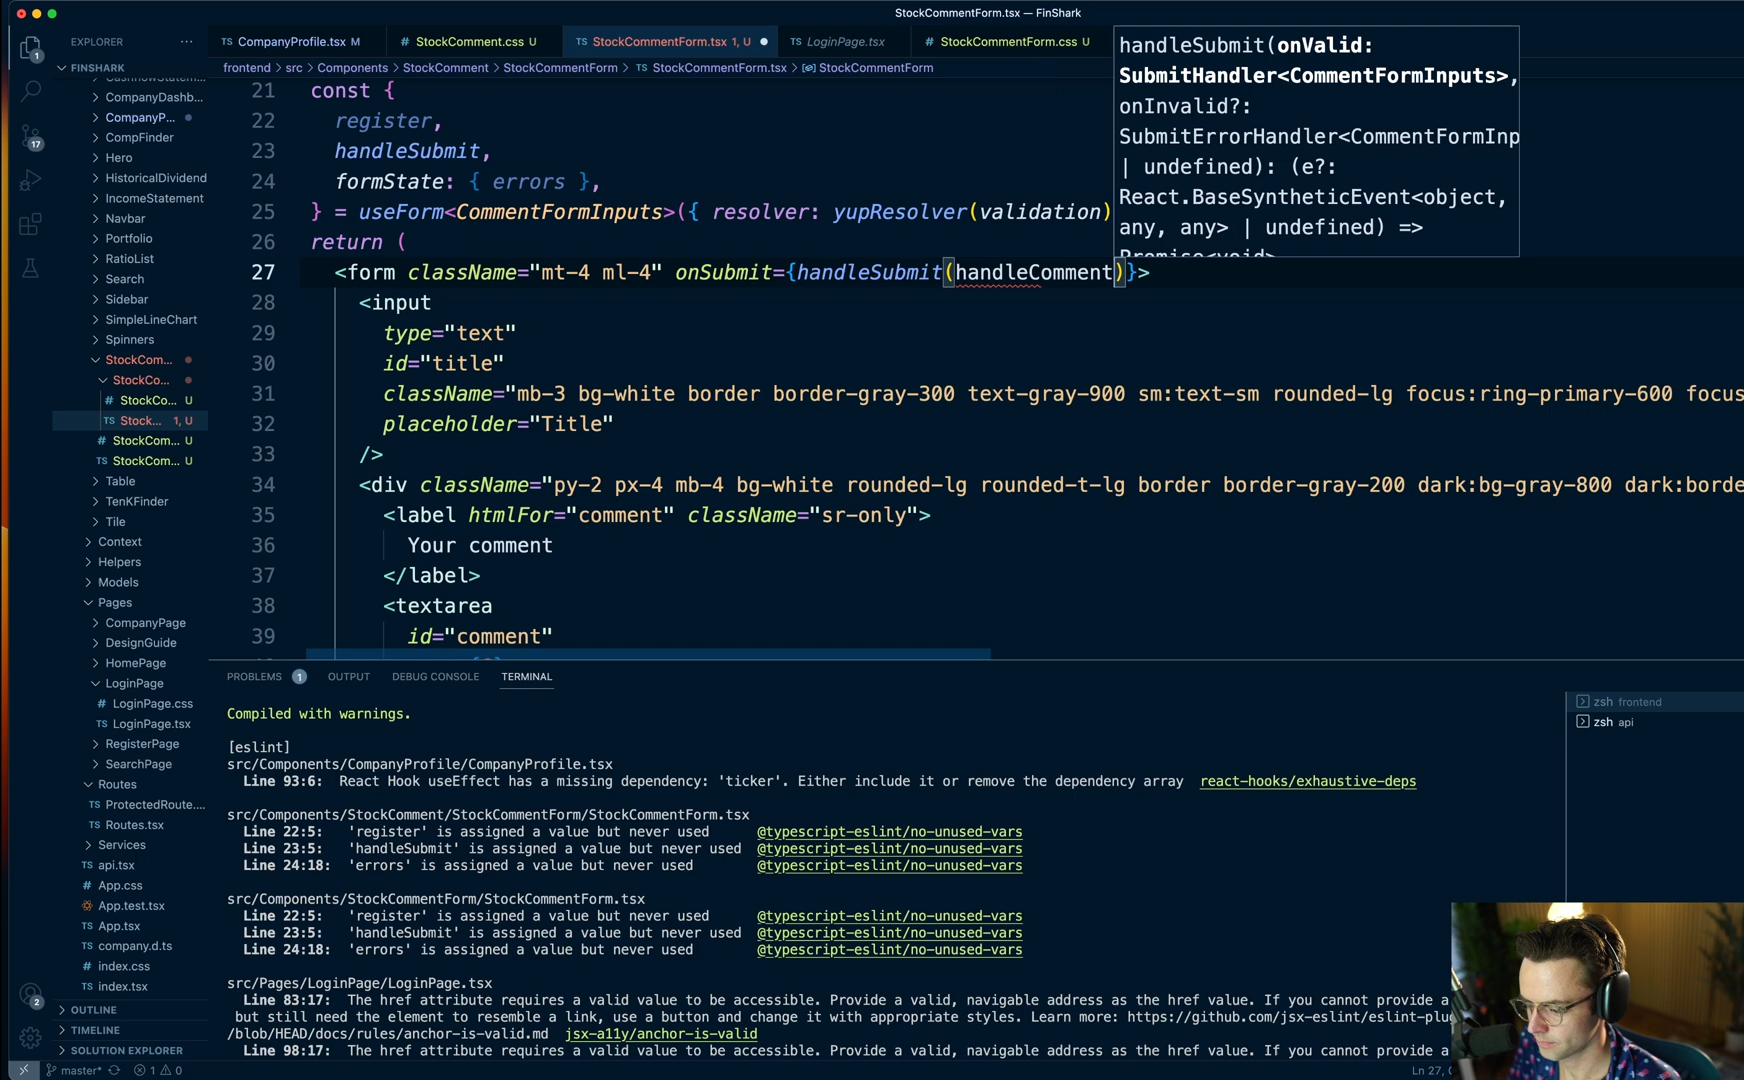 StockCommentForm.tsx — FinShark
EXPLORER
FINSHARK
CashflowStatem...
CompanyDashb...
CompanyP...
CompFinder
Hero
HistoricalDividend
IncomeStatement
Navbar
Portfolio
RatioList
Search
Sidebar
SimpleLineChart
Spinners
StockCom...
StockCo...
# StockCo... U
TS Stock... 1, U
# StockCom... U
TS StockCom... U
Table
TenKFinder
Tile
Context
Helpers
Models
Pages
CompanyPage
DesignGuide
HomePage
LoginPage
# LoginPage.css
TS LoginPage.tsx
RegisterPage
SearchPage
Routes
TS ProtectedRoute....
TS Routes.tsx
Services
TS api.tsx
# App.css
App.test.tsx
TS App.tsx
TS company.d.ts
# index.css
TS index.tsx
OUTLINE
TIMELINE
SOLUTION EXPLORER
1
17
2
master* 1 0
TS CompanyProfile.tsx M
# StockComment.css U
TS StockCommentForm.tsx 1, U
TS LoginPage.tsx
# StockCommentForm.css U
frontend > src > Components > StockComment > StockCommentForm > TS StockCommentForm.tsx > StockCommentForm
21 const {
22 register,
23 handleSubmit,
24 formState: { errors },
25 } = useForm<CommentFormInputs>({ resolver: yupResolver(validation)
26 return (
27 <form className="mt-4 ml-4" onSubmit={handleSubmit(handleComment)}>
28 <input
29 type="text"
30 id="title"
31 className="mb-3 bg-white border border-gray-300 text-gray-900 sm:text-sm rounded-lg focus:ring-primary-600 focus
32 placeholder="Title"
33 />
34 <div className="py-2 px-4 mb-4 bg-white rounded-lg rounded-t-lg border border-gray-200 dark:bg-gray-800 dark:borde
35 <label htmlFor="comment" className="sr-only">
36 Your comment
37 </label>
38 <textarea
39 id="comment"
handleSubmit(onValid:
SubmitHandler<CommentFormInputs>,
onInvalid?:
SubmitErrorHandler<CommentFormInp
| undefined): (e?:
React.BaseSyntheticEvent<object,
any, any> | undefined) =>
Promise<void>
PROBLEMS 1 OUTPUT DEBUG CONSOLE TERMINAL
Compiled with warnings.
[eslint]
src/Components/CompanyProfile/CompanyProfile.tsx
Line 93:6: React Hook useEffect has a missing dependency: 'ticker'. Either include it or remove the dependency array react-hooks/exhaustive-deps
src/Components/StockComment/StockCommentForm/StockCommentForm.tsx
Line 22:5: 'register' is assigned a value but never used @typescript-eslint/no-unused-vars
Line 23:5: 'handleSubmit' is assigned a value but never used @typescript-eslint/no-unused-vars
Line 24:18: 'errors' is assigned a value but never used @typescript-eslint/no-unused-vars
src/Components/StockCommentForm/StockCommentForm.tsx
Line 22:5: 'register' is assigned a value but never used @typescript-eslint/no-unused-vars
Line 23:5: 'handleSubmit' is assigned a value but never used @typescript-eslint/no-unused-vars
Line 24:18: 'errors' is assigned a value but never used @typescript-eslint/no-unused-vars
src/Pages/LoginPage/LoginPage.tsx
Line 83:17: The href attribute requires a valid value to be accessible. Provide a valid, navigable address as the href value. If you cannot provide a
but still need the element to resemble a link, use a button and change it with appropriate styles. Learn more: https://github.com/jsx-eslint/eslint-plu
/blob/HEAD/docs/rules/anchor-is-valid.md jsx-a11y/anchor-is-valid
Line 98:17: The href attribute requires a valid value to be accessible. Provide a valid, navigable address as the href value. If you cannot provide a
zsh frontend
zsh api
Ln 27,